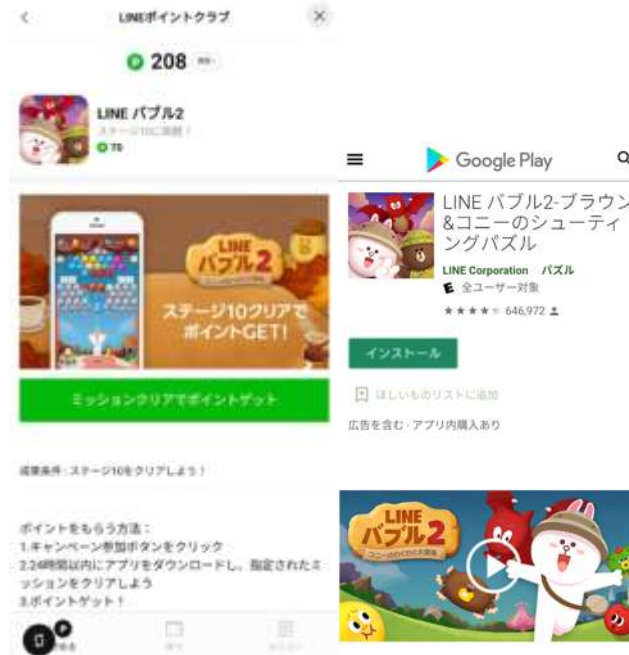 LINEポイントクラブ
208
LINE バブル2
70
LINE
バブル2
ステージ10クリアで
ポイントGET!
ミッションクリアでポイントゲット
成果条件:ステージ10をクリアしよう!
ポイントをもらう方法:
1.キャンペーン参加ボタンをクリック
2.24時間以内にアプリをダウンロードし、指定されたミ
ッションをクリアしよう
3.ポイントゲット!
Google Play
LINE バブル2-ブラウン
&コニーのシューティ
ングパズル
LINE Corporation パズル
E 全ユーザー対象
646,972
インストール
ほしいものリストに追加
広告を含む · アプリ内購入あり
LINE
バブル2